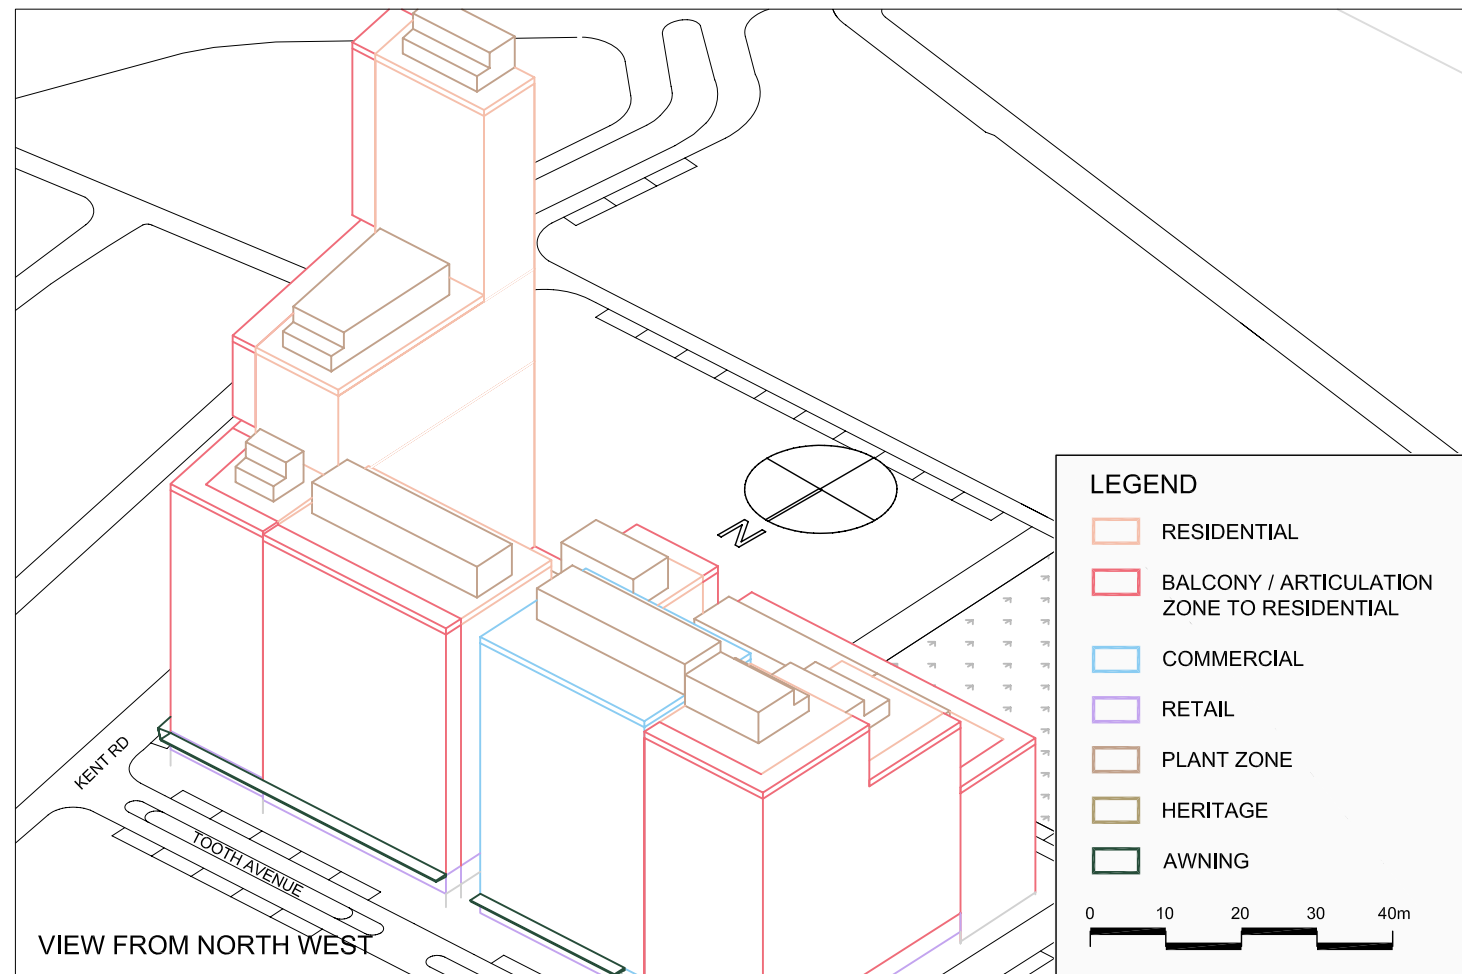 N
KENT RD
TOOTH AVENUE
VIEW FROM NORTH WEST
LEGEND
RESIDENTIAL
BALCONY / ARTICULATION
ZONE TO RESIDENTIAL
COMMERCIAL
RETAIL
PLANT ZONE
HERITAGE
AWNING
0 10 20 30 40m